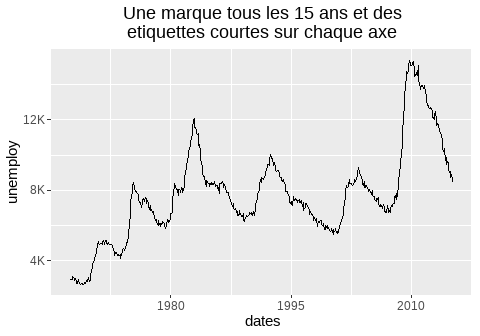 Une marque tous les 15 ans et des
etiquettes courtes sur chaque axe
unemploy
12K
8K
4K
1980 1995 2010
dates